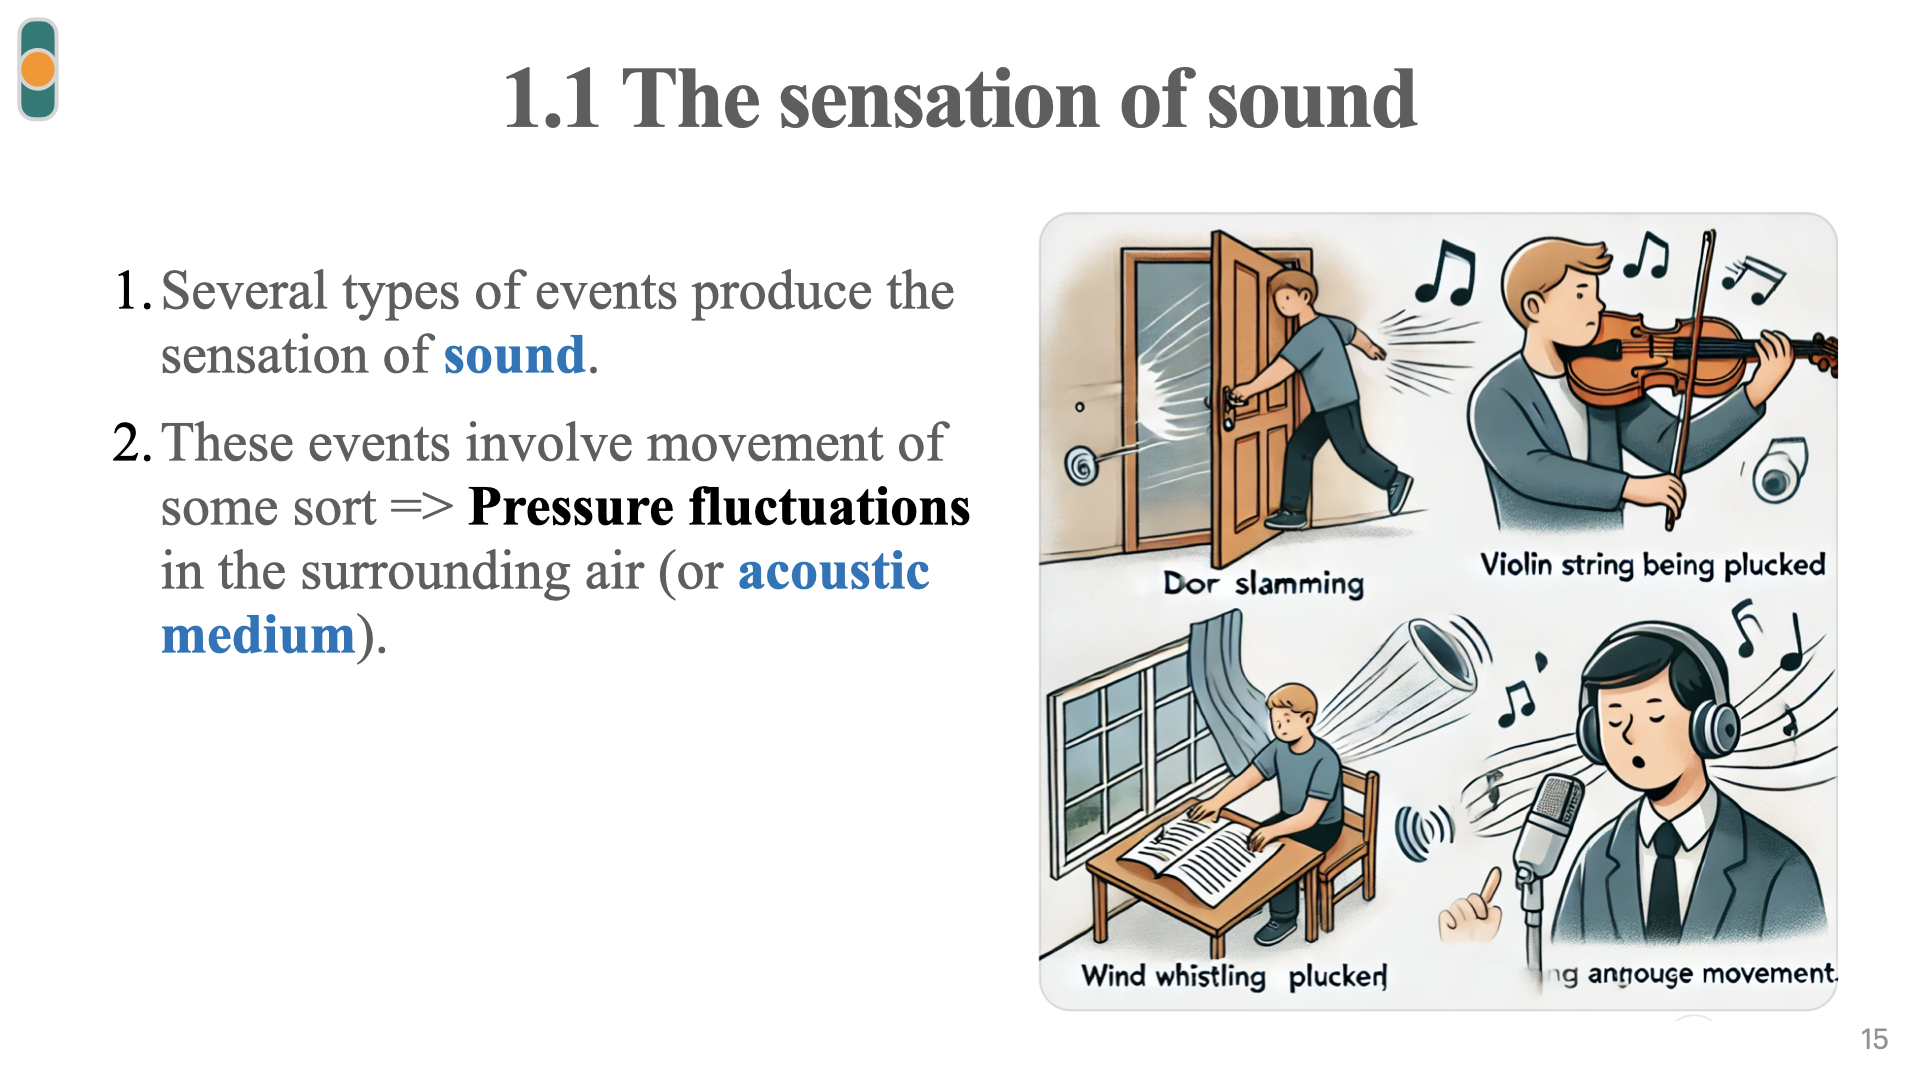 1.1 The sensation of sound
1. Several types of events produce the
sensation of sound.
2. These events involve movement of
some sort => Pressure fluctuations
in the surrounding air (or acoustic
medium).
Dor slamming
Violin string being plucked
Wind whistling plucked
ng angouge movement.
15